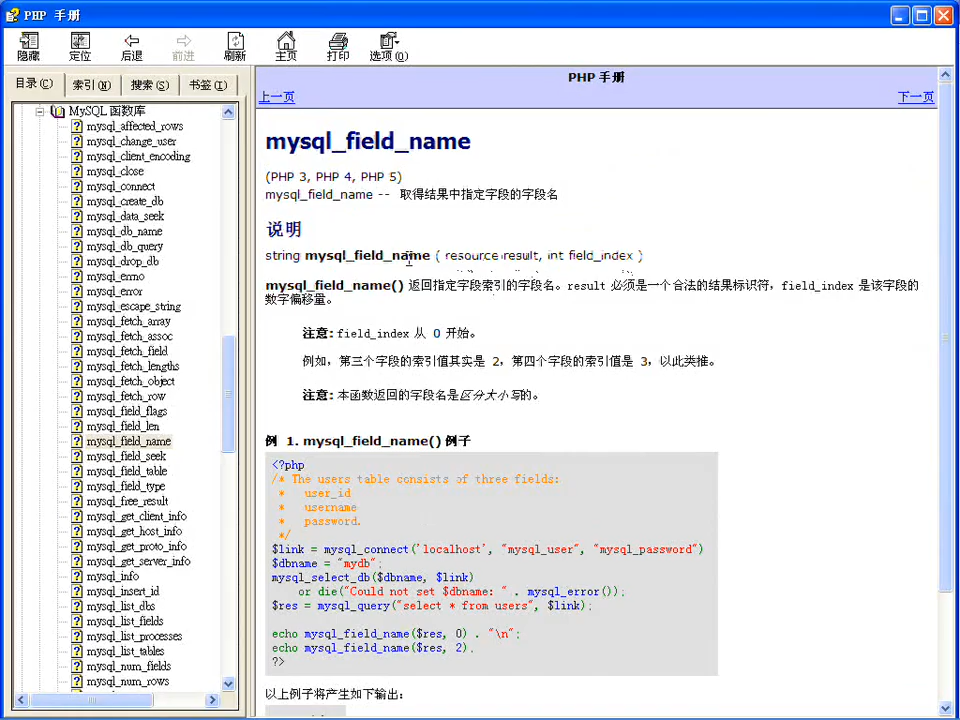 PHP 手册
隐藏 定位 后退 前进 刷新 主页 打印 选项(O)
目录(C) 索引(N) 搜索(S) 书签(I)
MySQL 函数库
mysql_affected_rows
mysql_change_user
mysql_client_encoding
mysql_close
mysql_connect
mysql_create_db
mysql_data_seek
mysql_db_name
mysql_db_query
mysql_drop_db
mysql_errno
mysql_error
mysql_escape_string
mysql_fetch_array
mysql_fetch_assoc
mysql_fetch_field
mysql_fetch_lengths
mysql_fetch_object
mysql_fetch_row
mysql_field_flags
mysql_field_len
mysql_field_name
mysql_field_seek
mysql_field_table
mysql_field_type
mysql_free_result
mysql_get_client_info
mysql_get_host_info
mysql_get_proto_info
mysql_get_server_info
mysql_info
mysql_insert_id
mysql_list_dbs
mysql_list_fields
mysql_list_processes
mysql_list_tables
mysql_num_fields
mysql_num_rows
PHP 手册
上一页 下一页
mysql_field_name
(PHP 3, PHP 4, PHP 5)
mysql_field_name -- 取得结果中指定字段的字段名
说明
string mysql_field_name ( resource result, int field_index )
mysql_field_name() 返回指定字段索引的字段名。result 必须是一个合法的结果标识符，field_index 是该字段的
数字偏移量。
注意: field_index 从 0 开始。
例如，第三个字段的索引值其实是 2，第四个字段的索引值是 3，以此类推。
注意: 本函数返回的字段名是区分大小写的。
例 1. mysql_field_name() 例子
<?php
/* The users table consists of three fields:
* user_id
* username
* password.
*/
$link = mysql_connect('localhost', "mysql_user", "mysql_password")
$dbname = "mydb";
mysql_select_db($dbname, $link)
or die("Could not set $dbname: " . mysql_error());
$res = mysql_query("select * from users", $link);
echo mysql_field_name($res, 0) . "\n";
echo mysql_field_name($res, 2).
?>
以上例子将产生如下输出: